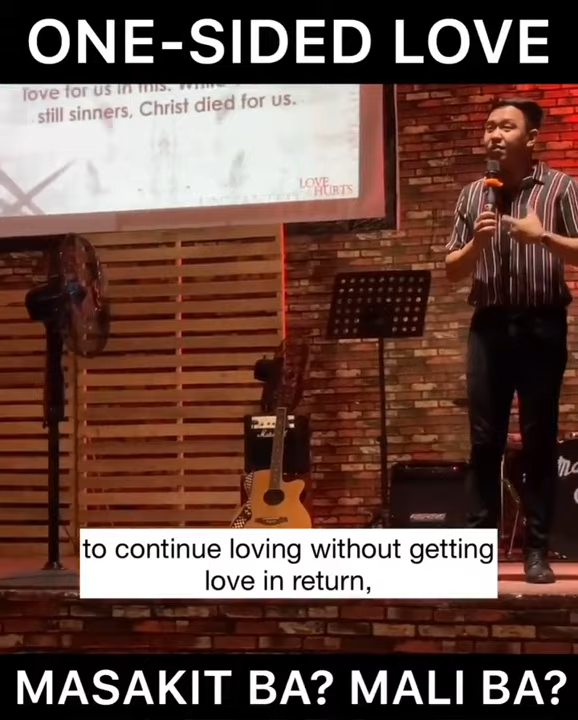 ONE-SIDED LOVE
love for us in this:
still sinners, Christ died for us.
LOVE
HURTS
Marshall
to continue loving without getting
love in return,
MASAKIT BA? MALI BA?